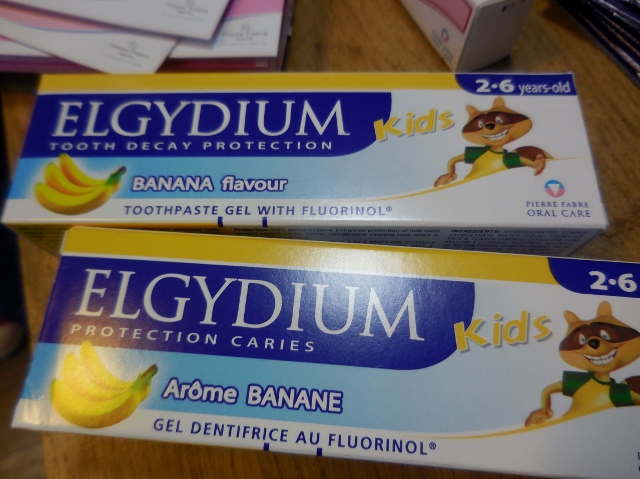 2·6 years-old
ELGYDIUM Kids
TOOTH DECAY PROTECTION
BANANA flavour
TOOTHPASTE GEL WITH FLUORINOL®
PIERRE FABRE
ORAL CARE
2·6
ELGYDIUM Kids
PROTECTION CARIES
Arôme BANANE
GEL DENTIFRICE AU FLUORINOL®